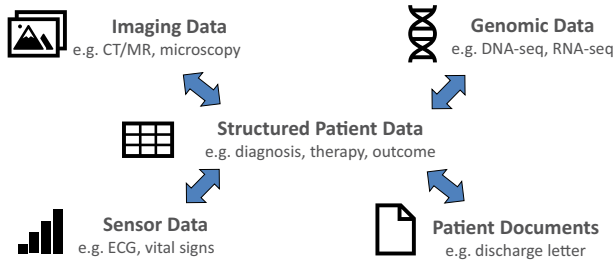 Imaging Data
e.g. CT/MR, microscopy
Genomic Data
e.g. DNA-seq, RNA-seq
Structured Patient Data
e.g. diagnosis, therapy, outcome
Sensor Data
e.g. ECG, vital signs
Patient Documents
e.g. discharge letter